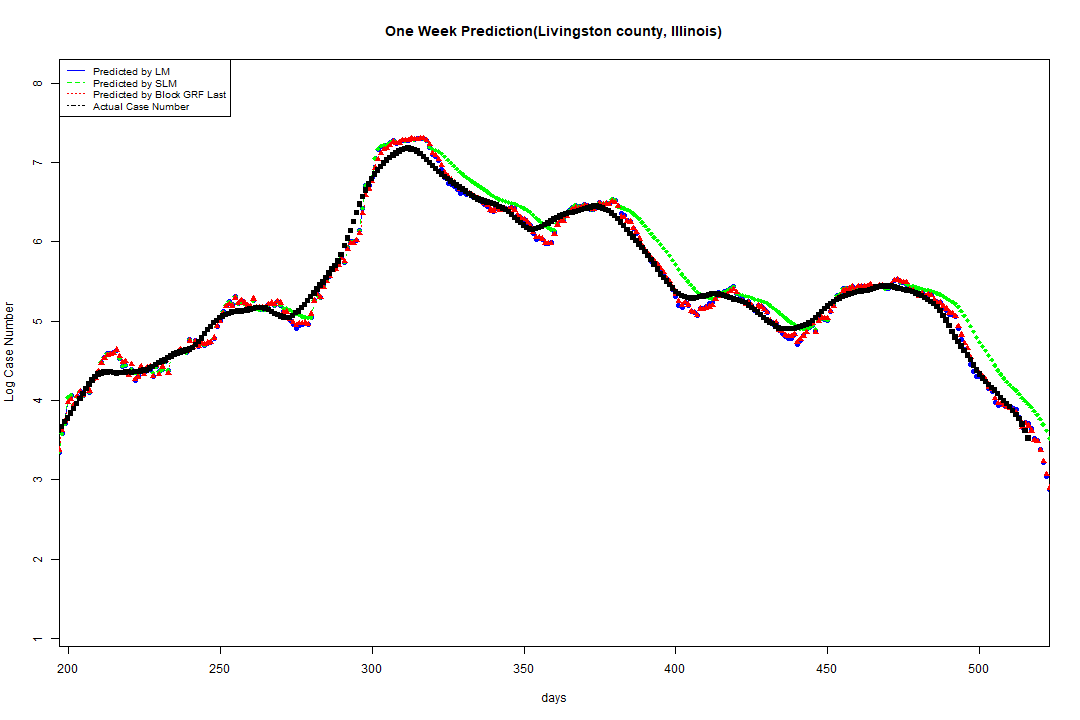 One Week Prediction(Livingston county, Illinois)
Predicted by LM
Predicted by SLM
Predicted by Block GRF Last
Actual Case Number
8
7
6
5
4
3
2
1
Log Case Number
200 250 300 350 400 450 500
days